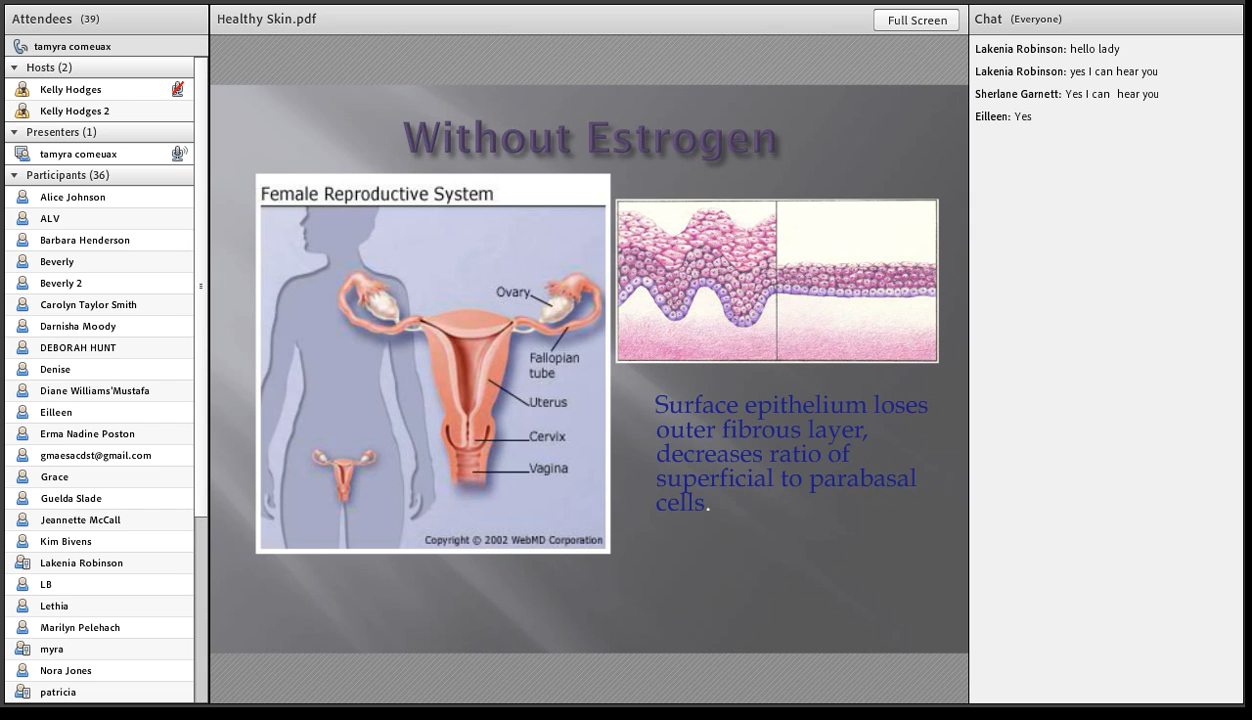 Attendees (39)
tamyra comeuax
Hosts (2)
Kelly Hodges
Kelly Hodges 2
Presenters (1)
tamyra comeuax
Participants (36)
Alice Johnson
ALV
Barbara Henderson
Beverly
Beverly 2
Carolyn Taylor Smith
Darnisha Moody
DEBORAH HUNT
Denise
Diane Williams'Mustafa
Eilleen
Erma Nadine Poston
gmaesacdst@gmail.com
Grace
Guelda Slade
Jeannette McCall
Kim Bivens
Lakenia Robinson
LB
Lethia
Marilyn Pelehach
myra
Nora Jones
patricia
Healthy Skin.pdf
Full Screen
Without Estrogen
Female Reproductive System
Ovary
Fallopian
tube
Uterus
Cervix
Vagina
Copyright © 2002 WebMD Corporation
Surface epithelium loses
outer fibrous layer,
decreases ratio of
superficial to parabasal
cells.
Chat (Everyone)
Lakenia Robinson: hello lady
Lakenia Robinson: yes I can hear you
Sherlane Garnett: Yes I can  hear you
Eilleen: Yes